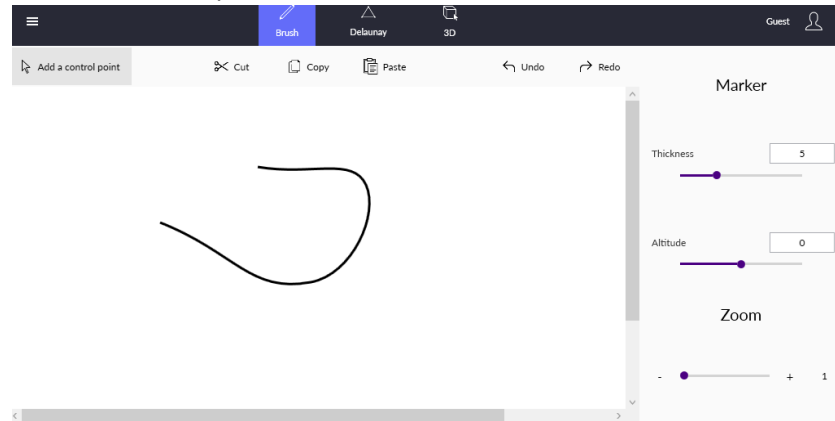 Brush Delaunay 3D Guest
Add a control point Cut Copy Paste Undo Redo
Marker
Thickness 5
Altitude 0
Zoom
- + 1